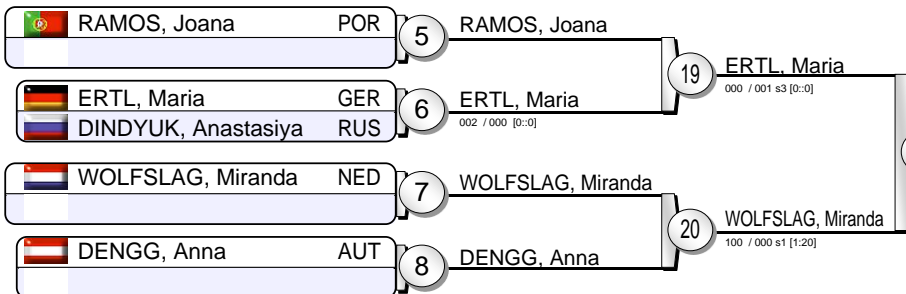 RAMOS, Joana POR
5
RAMOS, Joana
ERTL, Maria GER
DINDYUK, Anastasiya RUS
6
ERTL, Maria
002 / 000 [0::0]
19
ERTL, Maria
000 / 001 s3 [0::0]
WOLFSLAG, Miranda NED
7
WOLFSLAG, Miranda
DENGG, Anna AUT
8
DENGG, Anna
20
WOLFSLAG, Miranda
100 / 000 s1 [1:20]